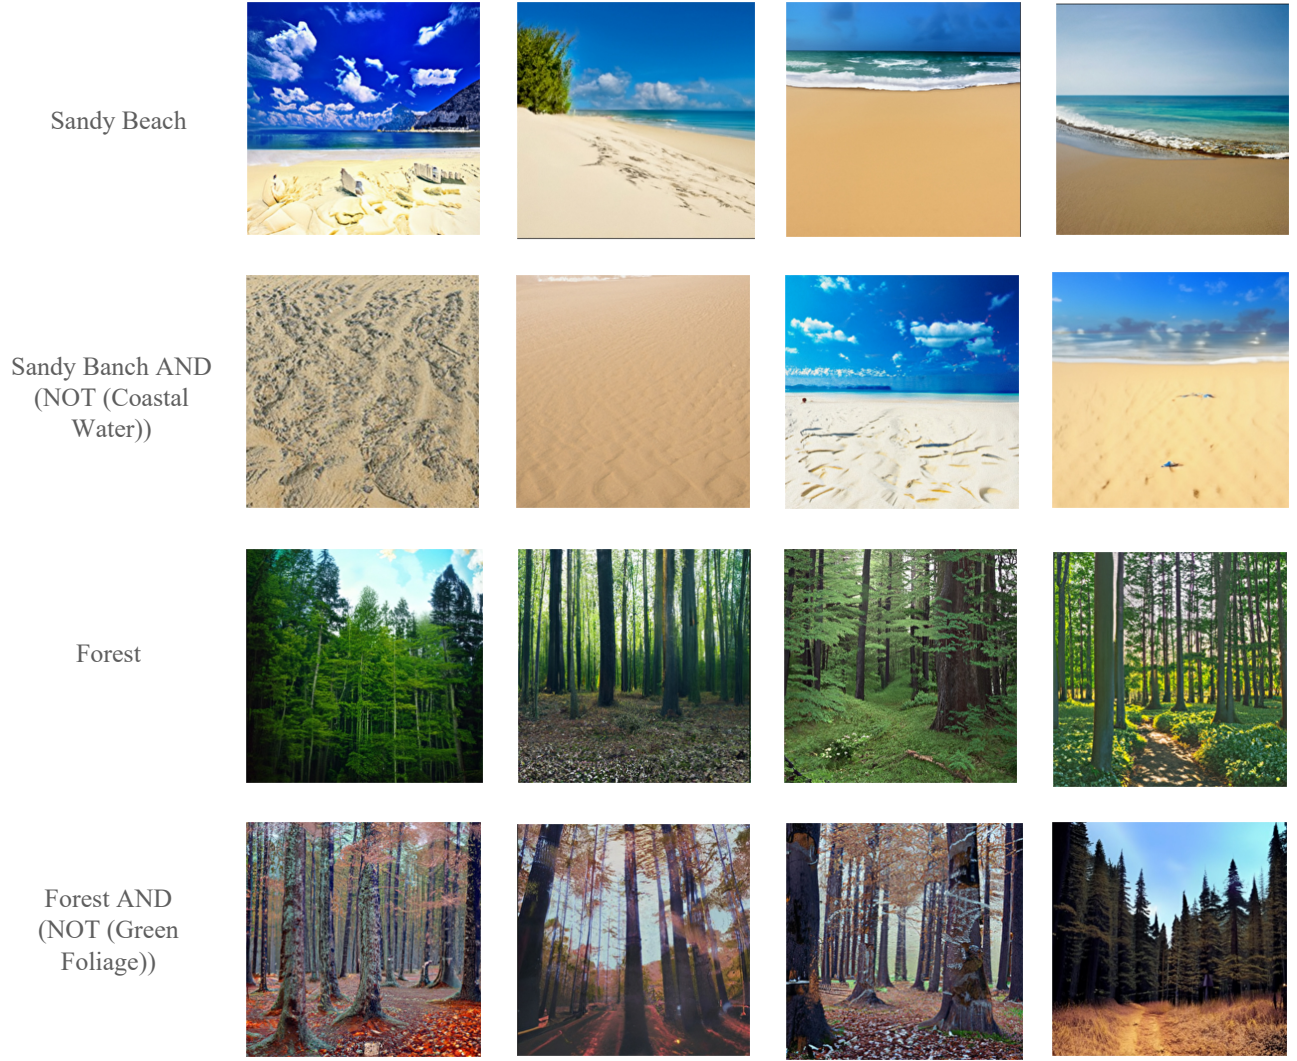 Sandy Beach
Sandy Banch AND
(NOT (Coastal
Water))
Forest
Forest AND
(NOT (Green
Foliage))